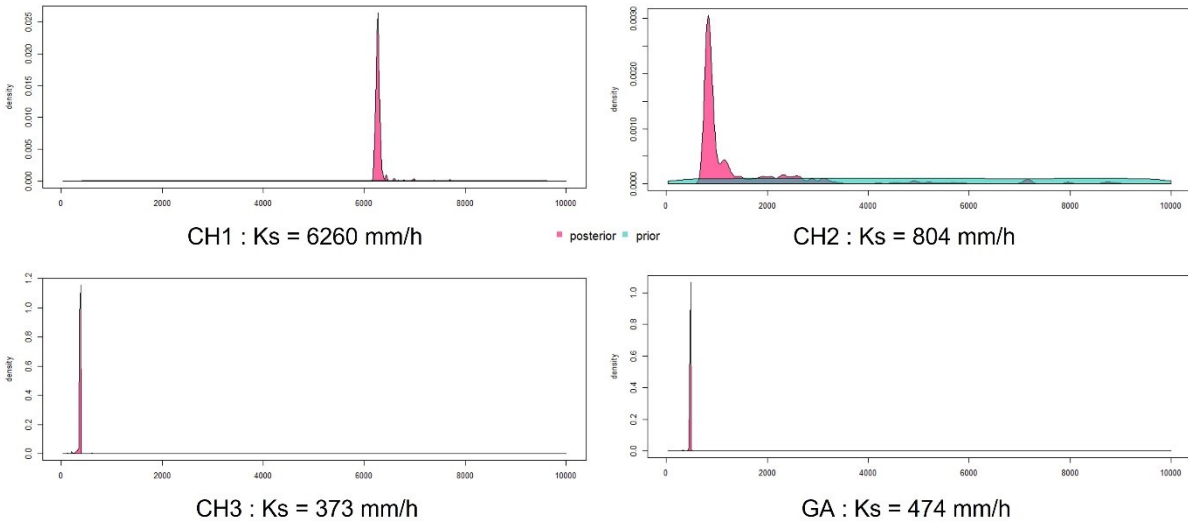 density
0.000 0.005 0.010 0.015 0.020 0.025
0 2000 4000 6000 8000 10000
CH1 : Ks = 6260 mm/h
density
0.0000 0.0010 0.0020 0.0030
0 2000 4000 6000 8000 10000
CH2 : Ks = 804 mm/h
posterior prior
density
0.0 0.2 0.4 0.6 0.8 1.0 1.2
0 2000 4000 6000 8000 10000
CH3 : Ks = 373 mm/h
density
0.0 0.2 0.4 0.6 0.8 1.0
0 2000 4000 6000 8000 10000
GA : Ks = 474 mm/h